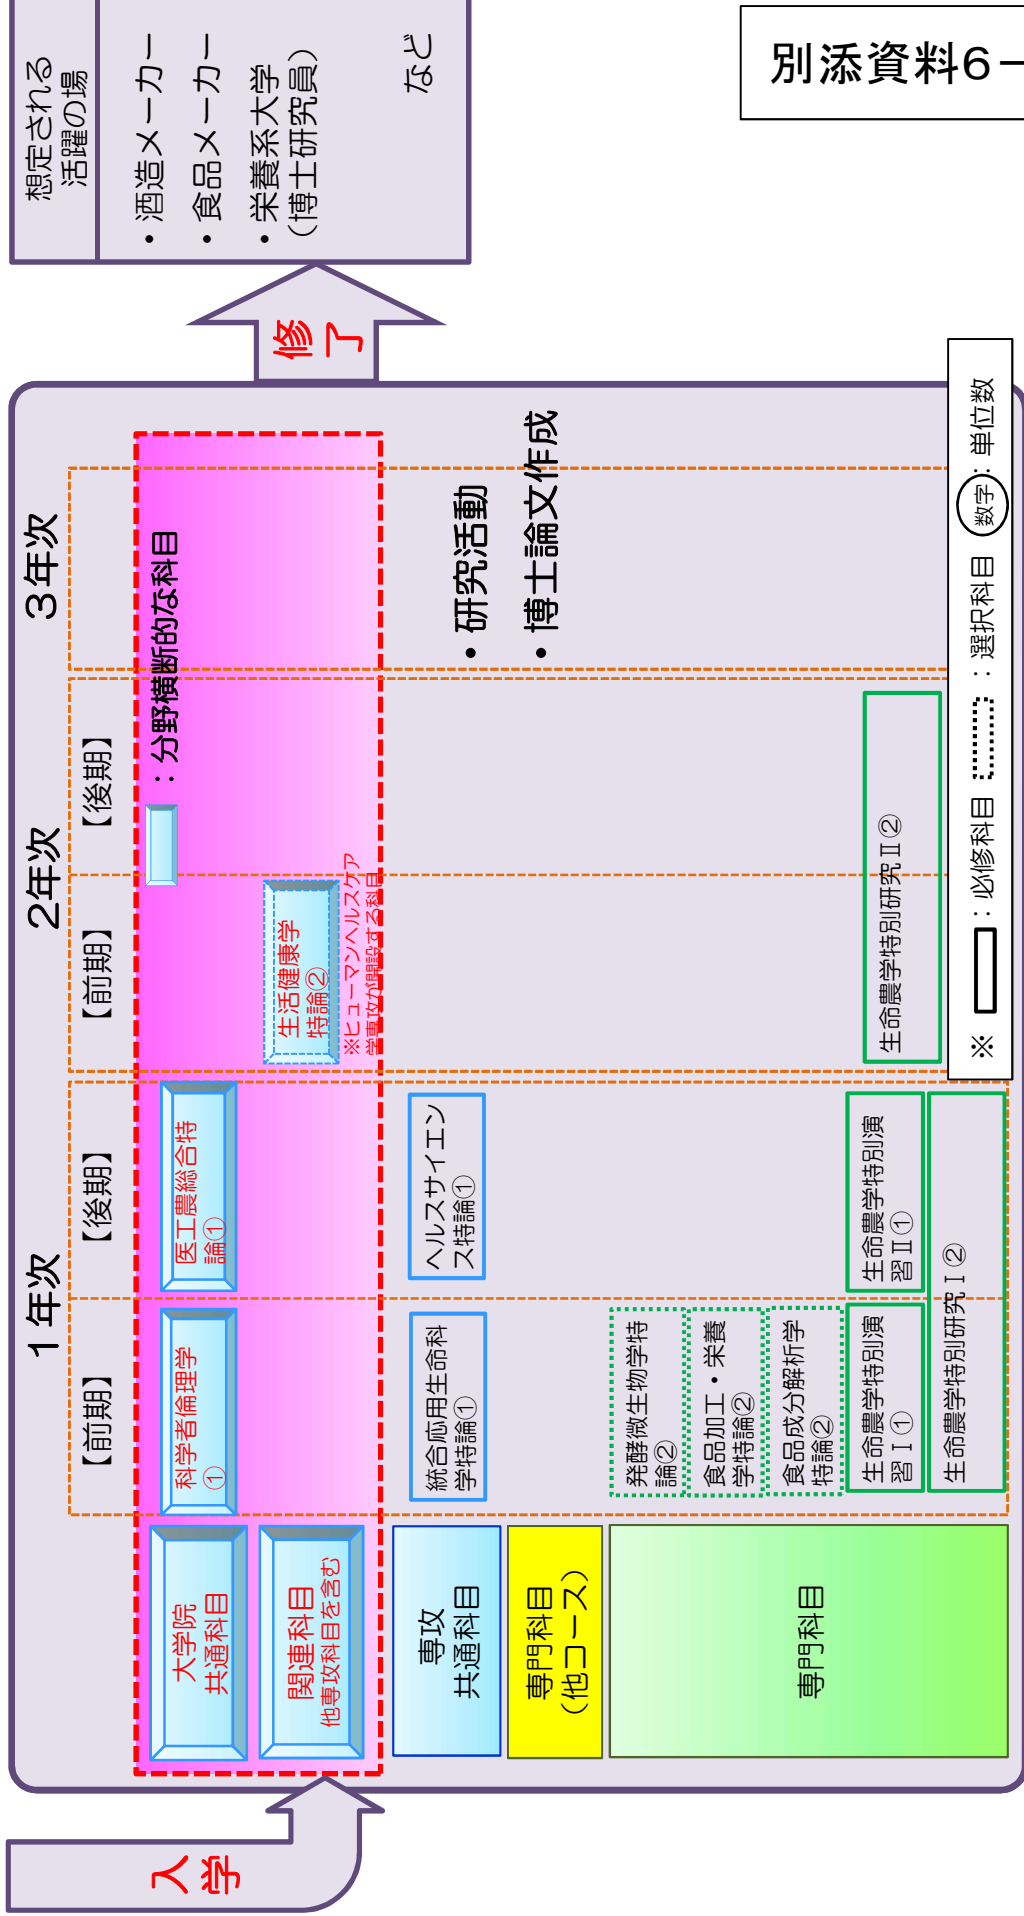 別添資料6－
入学
1年次
2年次
3年次
【前期】
【後期】
【前期】
【後期】
：分野横断的な科目
大学院
共通科目
科学者倫理学
①
医工農総合特
論①
関連科目
他専攻科目を含む
生活健康学
特論②
※ヒューマンヘルスケア
学専攻が開設する科目
専攻
共通科目
統合応用生命科
学特論①
ヘルスサイエン
ス特論①
・研究活動
・博士論文作成
専門科目
(他コース)
専門科目
発酵微生物学特
論②
食品加工・栄養
学特論②
食品成分解析学
特論②
生命農学特別演
習Ⅰ①
生命農学特別演
習Ⅱ①
生命農学特別研究Ⅰ②
生命農学特別研究Ⅱ②
※ ：必修科目 ：選択科目 数字：単位数
修了
想定される
活躍の場
・酒造メーカー
・食品メーカー
・栄養系大学
(博士研究員)
など